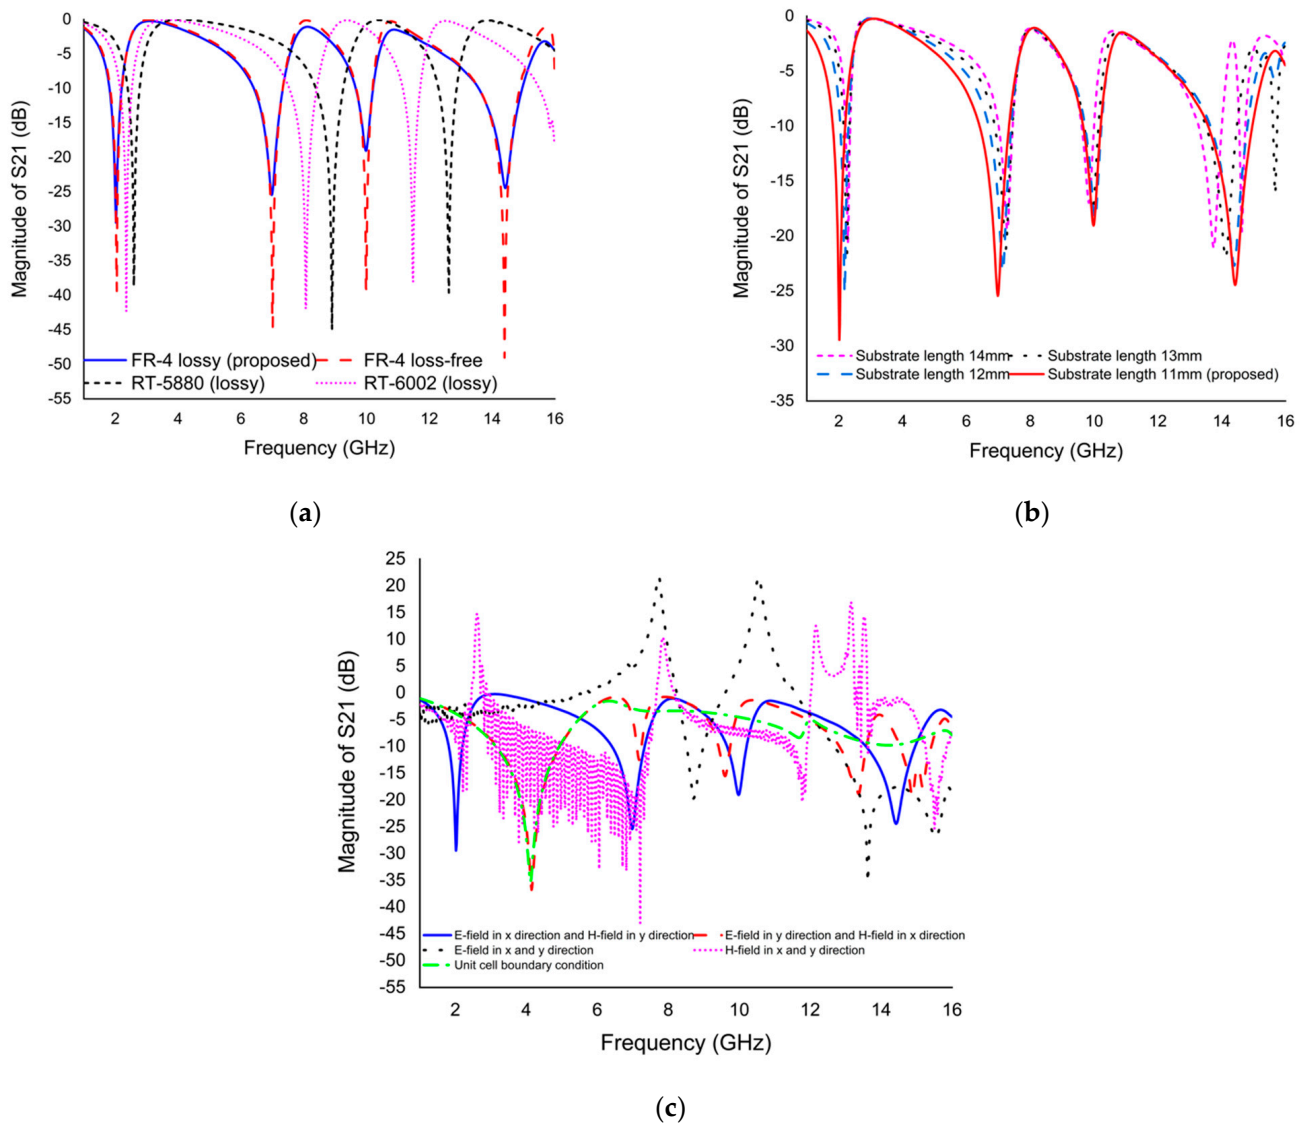 0
-5
-10
-15
-20
-25
-30
-35
-40
-45
-50
-55
Magnitude of S21 (dB)
FR-4 lossy (proposed) FR-4 loss-free
RT-5880 (lossy) RT-6002 (lossy)
2 4 6 8 10 12 14 16
Frequency (GHz)
(a)
0
-5
-10
-15
-20
-25
-30
-35
Magnitude of S21 (dB)
Substrate length 14mm Substrate length 13mm
Substrate length 12mm Substrate length 11mm (proposed)
2 4 6 8 10 12 14 16
Frequency (GHz)
(b)
25
20
15
10
5
0
-5
-10
-15
-20
-25
-30
-35
-40
-45
-50
-55
Magnitude of S21 (dB)
E-field in x direction and H-field in y direction E-field in y direction and H-field in x direction
E-field in x and y direction H-field in x and y direction
Unit cell boundary condition
2 4 6 8 10 12 14 16
Frequency (GHz)
(c)